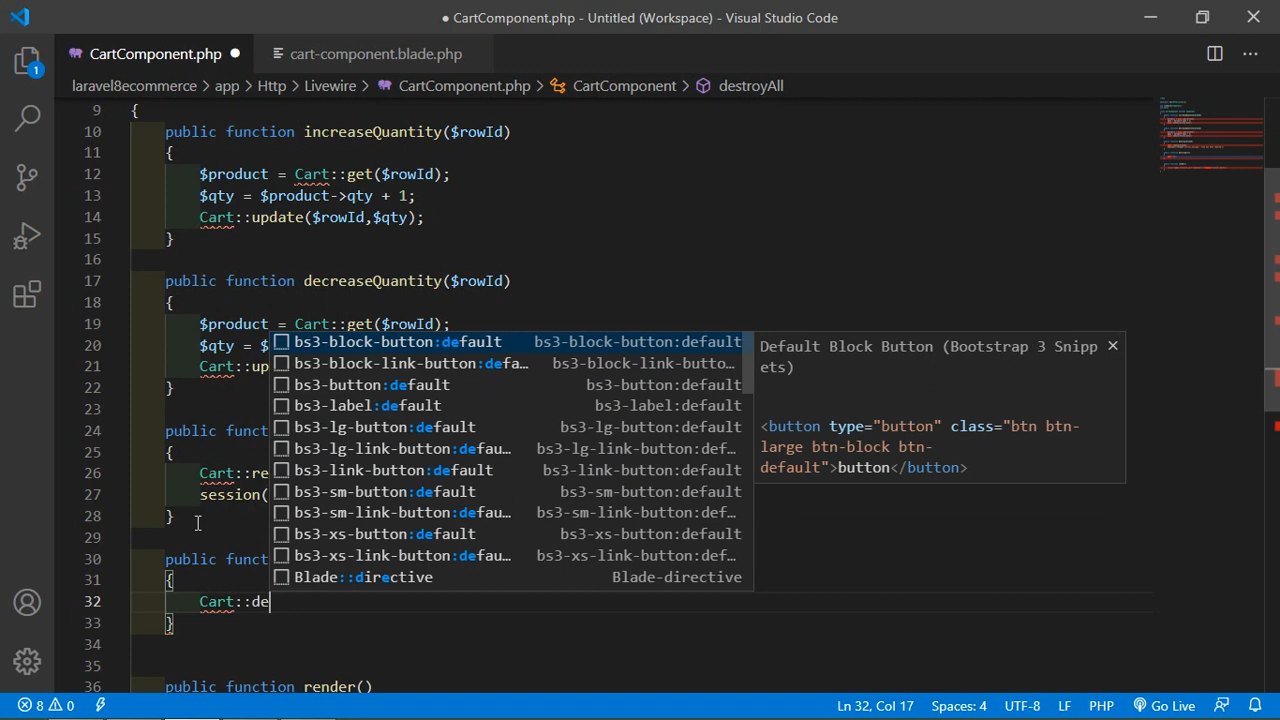 ● CartComponent.php - Untitled (Workspace) - Visual Studio Code
CartComponent.php ●
cart-component.blade.php
laravel8ecommerce > app > Http > Livewire > CartComponent.php > CartComponent > destroyAll
9 {
10 public function increaseQuantity($rowId)
11 {
12 $product = Cart::get($rowId);
13 $qty = $product->qty + 1;
14 Cart::update($rowId,$qty);
15 }
16
17 public function decreaseQuantity($rowId)
18 {
19 $product = Cart::get($rowId);
20 $qty = $
21 Cart::up
22 }
23
24 public funct
25 {
26 Cart::re
27 session(
28 }
29
30 public funct
31 {
32 Cart::de
33 }
34
35
36 public function render()
bs3-block-button:default bs3-block-button:default
bs3-block-link-button:defa… bs3-block-link-butto…
bs3-button:default bs3-button:default
bs3-label:default bs3-label:default
bs3-lg-button:default bs3-lg-button:default
bs3-lg-link-button:defau… bs3-lg-link-button:def…
bs3-link-button:default bs3-link-button:default
bs3-sm-button:default bs3-sm-button:default
bs3-sm-link-button:defau… bs3-sm-link-button:def…
bs3-xs-button:default bs3-xs-button:default
bs3-xs-link-button:defau… bs3-xs-link-button:def…
Blade::directive Blade-directive
Default Block Button (Bootstrap 3 Snipp
ets)
<button type="button" class="btn btn-
large btn-block btn-
default">button</button>
1
8 0 Ln 32, Col 17 Spaces: 4 UTF-8 LF PHP Go Live